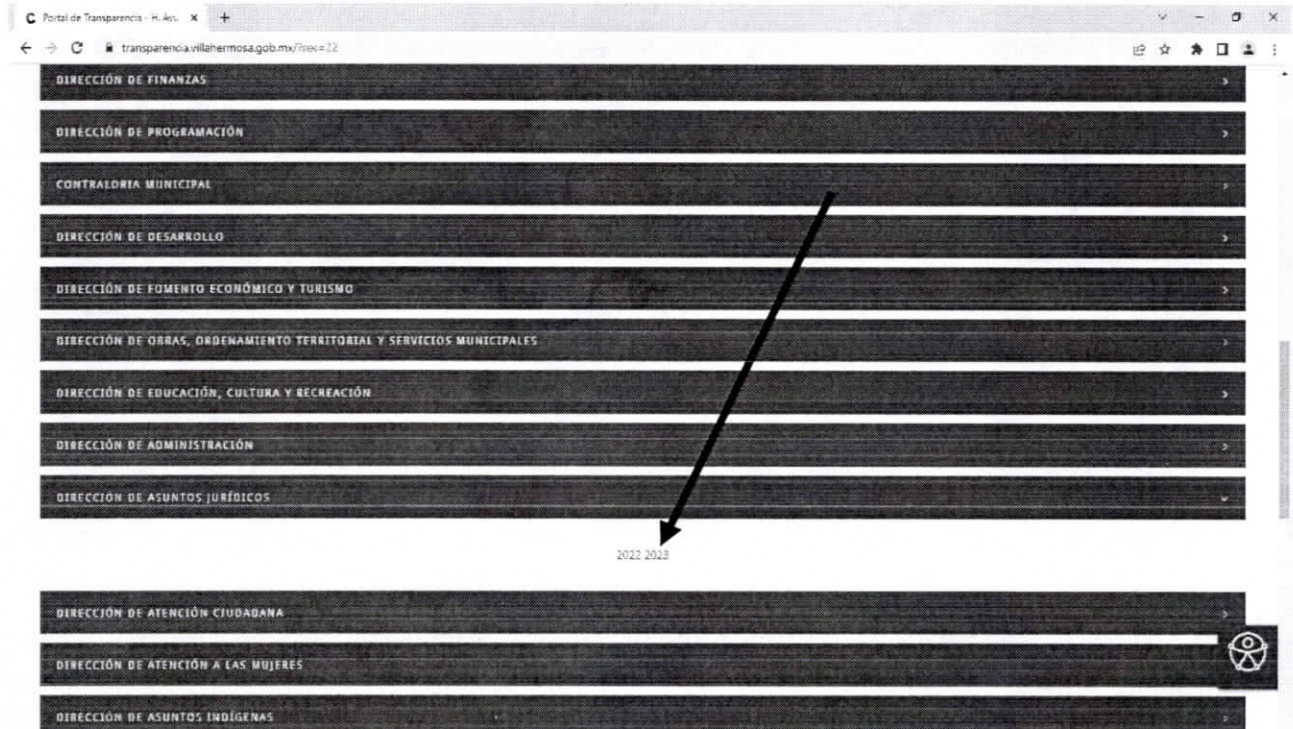 Portal de Transparencia - H. Ayu.
transparencia.villahermosa.gob.mx/?sec=22
DIRECCIÓN DE FINANZAS
DIRECCIÓN DE PROGRAMACIÓN
CONTRALORIA MUNICIPAL
DIRECCIÓN DE DESARROLLO
DIRECCIÓN DE FOMENTO ECONÓMICO Y TURISMO
DIRECCIÓN DE OBRAS, ORDENAMIENTO TERRITORIAL Y SERVICIOS MUNICIPALES
DIRECCIÓN DE EDUCACIÓN, CULTURA Y RECREACIÓN
DIRECCIÓN DE ADMINISTRACIÓN
DIRECCIÓN DE ASUNTOS JURÍDICOS
2022 2023
DIRECCIÓN DE ATENCIÓN CIUDADANA
DIRECCIÓN DE ATENCIÓN A LAS MUJERES
DIRECCIÓN DE ASUNTOS INDÍGENAS